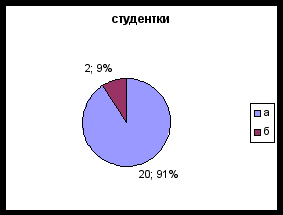 студентки
2; 9%
а
б
20; 91%